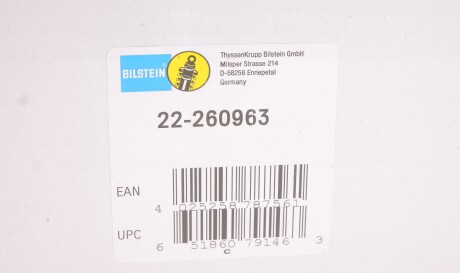 BILSTEIN
ThyssenKrupp Bilstein GmbH
Milsper Strasse 214
D-58256 Ennepetal
Germany
22-260963
EAN
4 025258 787561
UPC
6 51860 79146 3
C